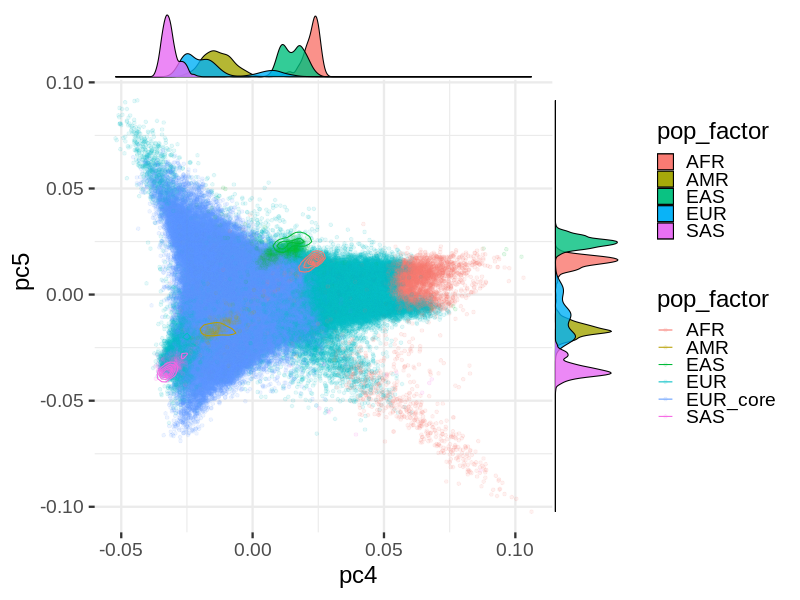 0.10
0.05
0.00
-0.05
-0.10
pc5
-0.05
0.00
0.05
0.10
pc4
pop_factor
AFR
AMR
EAS
EUR
SAS
pop_factor
AFR
AMR
EAS
EUR
EUR_core
SAS